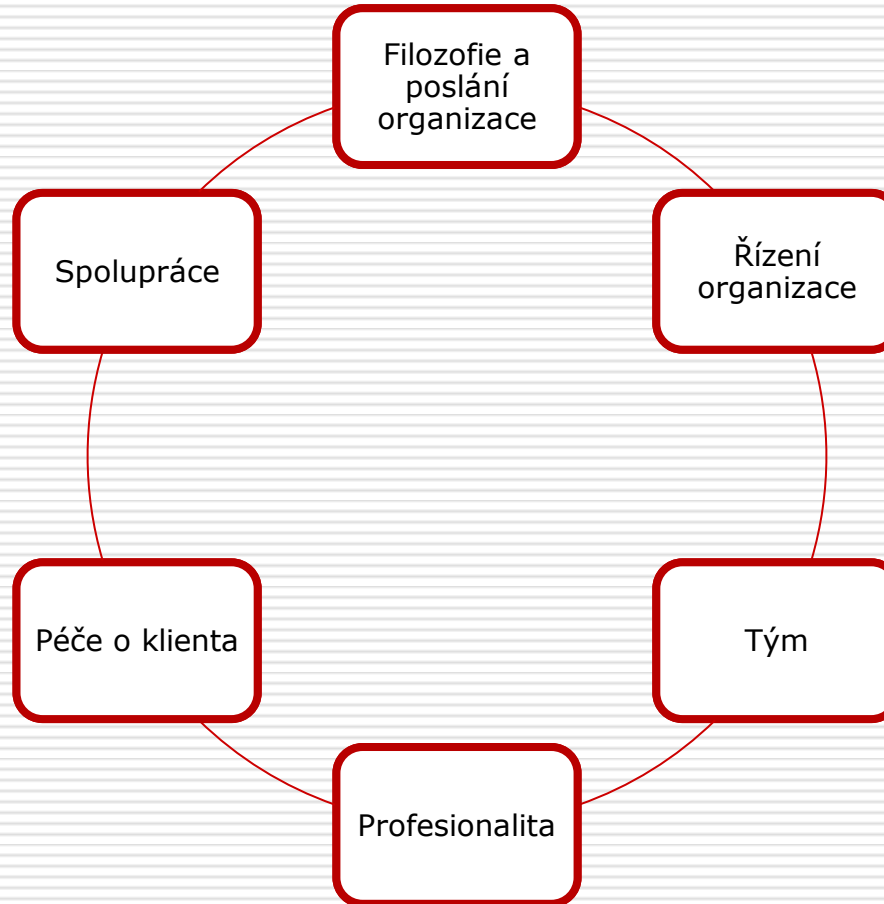 Filozofie a
poslání
organizace
Spolupráce
Řízení
organizace
Péče o klienta
Tým
Profesionalita